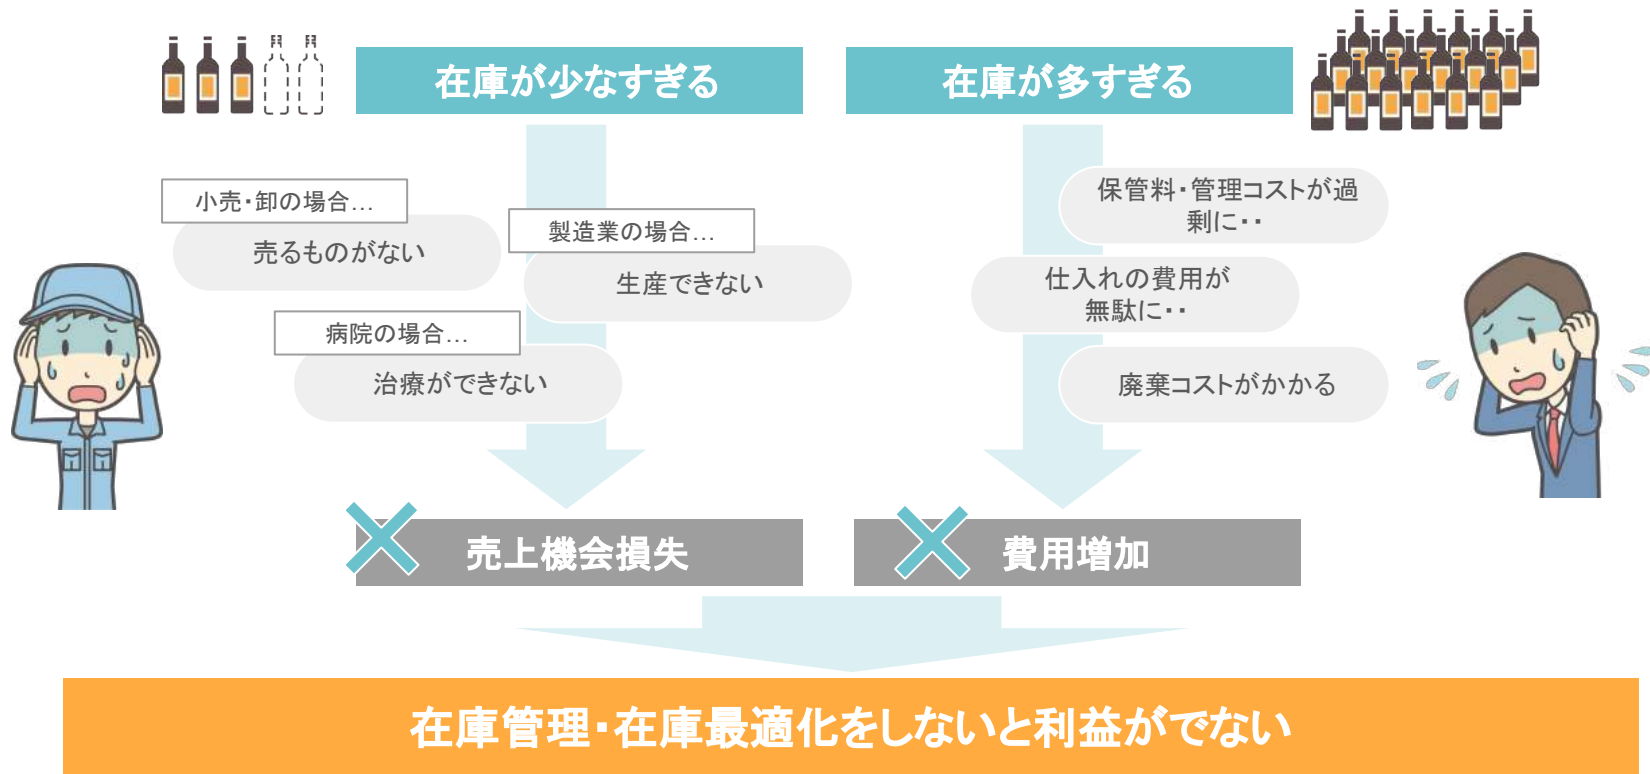 在庫が少なすぎる
在庫が多すぎる
小売・卸の場合…
売るものがない
製造業の場合…
生産できない
病院の場合…
治療ができない
保管料・管理コストが過
剰に・・
仕入れの費用が
無駄に・・
廃棄コストがかかる
売上機会損失
費用増加
在庫管理・在庫最適化をしないと利益がでない